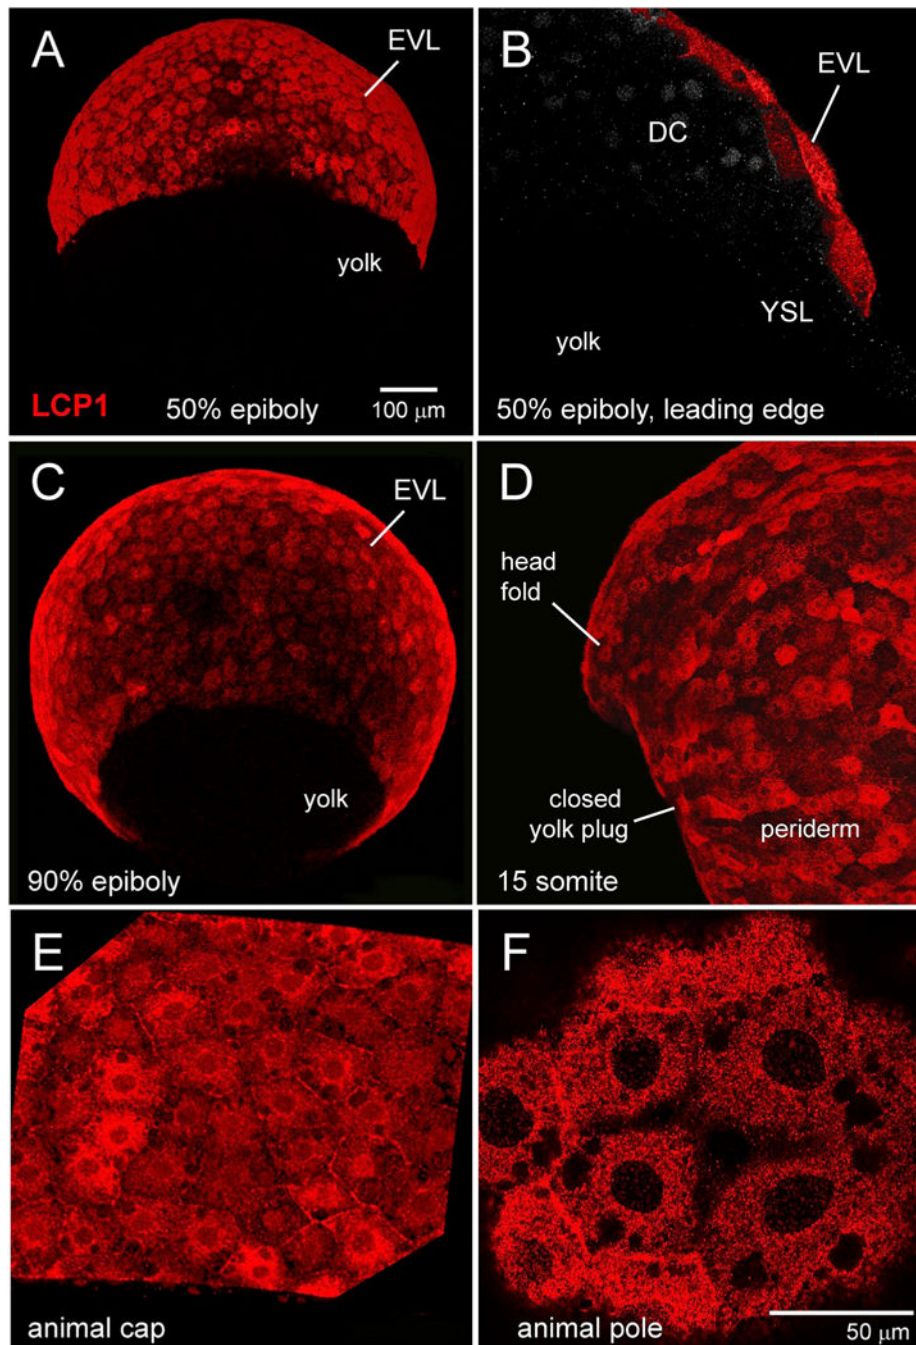 A
EVL
yolk
LCP1
50% epiboly
100 μm
B
EVL
DC
YSL
yolk
50% epiboly, leading edge
C
EVL
yolk
90% epiboly
D
head
fold
closed
yolk plug
periderm
15 somite
E
animal cap
F
animal pole
50 μm